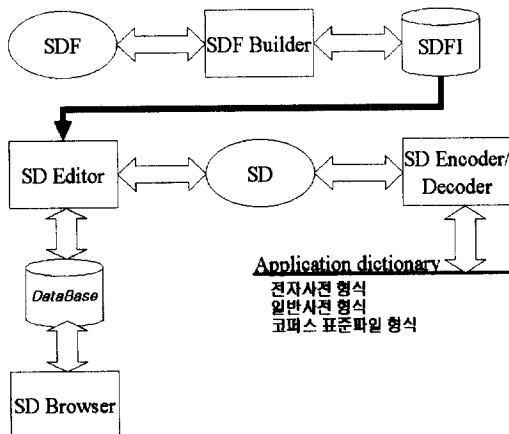 SDF
SDF Builder
SDFI
SD Editor
SD
SD Encoder/
Decoder
Application dictionary
전자사전 형식
일반사전 형식
코퍼스 표준파일 형식
DataBase
SD Browser